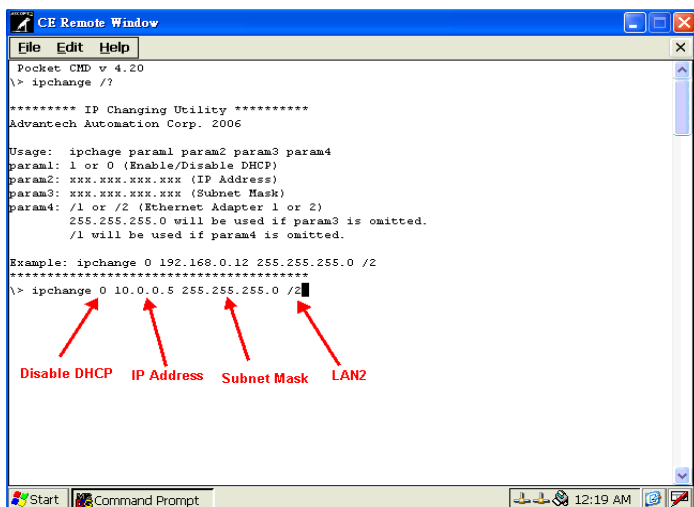 CE Remote Window
File Edit Help
Pocket CMD v 4.20
\> ipchange /?
********* IP Changing Utility **********
Advantech Automation Corp. 2006
Usage: ipchage param1 param2 param3 param4
param1: 1 or 0 (Enable/Disable DHCP)
param2: xxx.xxx.xxx.xxx (IP Address)
param3: xxx.xxx.xxx.xxx (Subnet Mask)
param4: /1 or /2 (Ethernet Adapter 1 or 2)
255.255.255.0 will be used if param3 is omitted.
/1 will be used if param4 is omitted.
Example: ipchange 0 192.168.0.12 255.255.255.0 /2
****************************************
\> ipchange 0 10.0.0.5 255.255.255.0 /2
Disable DHCP IP Address Subnet Mask LAN2
Start Command Prompt 12:19 AM